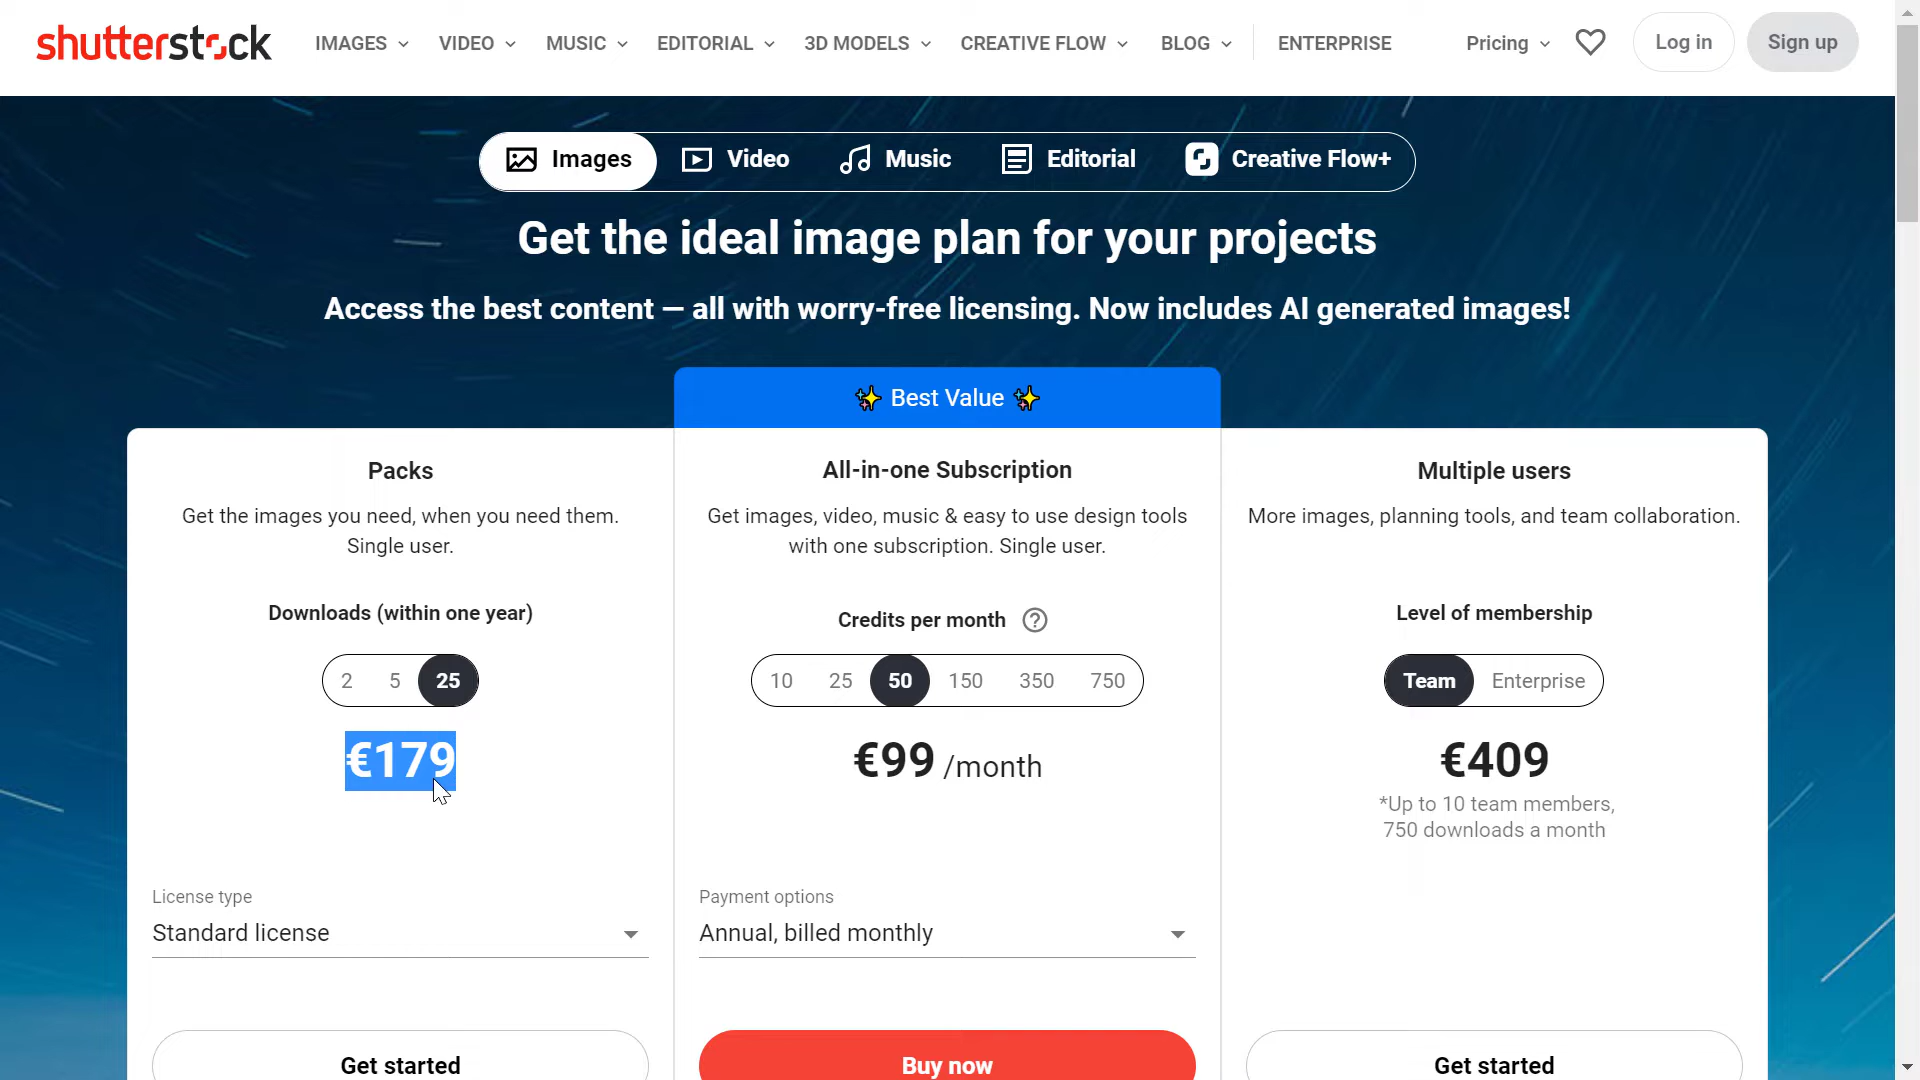 shutterstock
IMAGES VIDEO MUSIC EDITORIAL 3D MODELS CREATIVE FLOW BLOG ENTERPRISE Pricing Log in Sign up
Images Video Music Editorial Creative Flow+
Get the ideal image plan for your projects
Access the best content — all with worry-free licensing. Now includes AI generated images!
✨ Best Value ✨
Packs
Get the images you need, when you need them.
Single user.
Downloads (within one year)
2 5 25
€179
License type
Standard license
Get started
All-in-one Subscription
Get images, video, music & easy to use design tools
with one subscription. Single user.
Credits per month ?
10 25 50 150 350 750
€99 /month
Payment options
Annual, billed monthly
Buy now
Multiple users
More images, planning tools, and team collaboration.
Level of membership
Team Enterprise
€409
*Up to 10 team members,
750 downloads a month
Get started